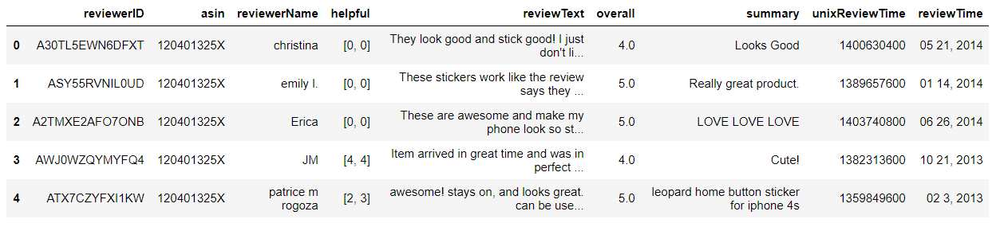 reviewerID asin reviewerName helpful reviewText overall summary unixReviewTime reviewTime
0 A30TL5EWN6DFXT 120401325X christina [0, 0] They look good and stick good! I just don't li... 4.0 Looks Good 1400630400 05 21, 2014
1 ASY55RVNIL0UD 120401325X emily l. [0, 0] These stickers work like the review says they ... 5.0 Really great product. 1389657600 01 14, 2014
2 A2TMXE2AFO7ONB 120401325X Erica [0, 0] These are awesome and make my phone look so st... 5.0 LOVE LOVE LOVE 1403740800 06 26, 2014
3 AWJ0WZQYMYFQ4 120401325X JM [4, 4] Item arrived in great time and was in perfect ... 4.0 Cute! 1382313600 10 21, 2013
4 ATX7CZYFXI1KW 120401325X patrice m rogoza [2, 3] awesome! stays on, and looks great. can be use... 5.0 leopard home button sticker for iphone 4s 1359849600 02 3, 2013